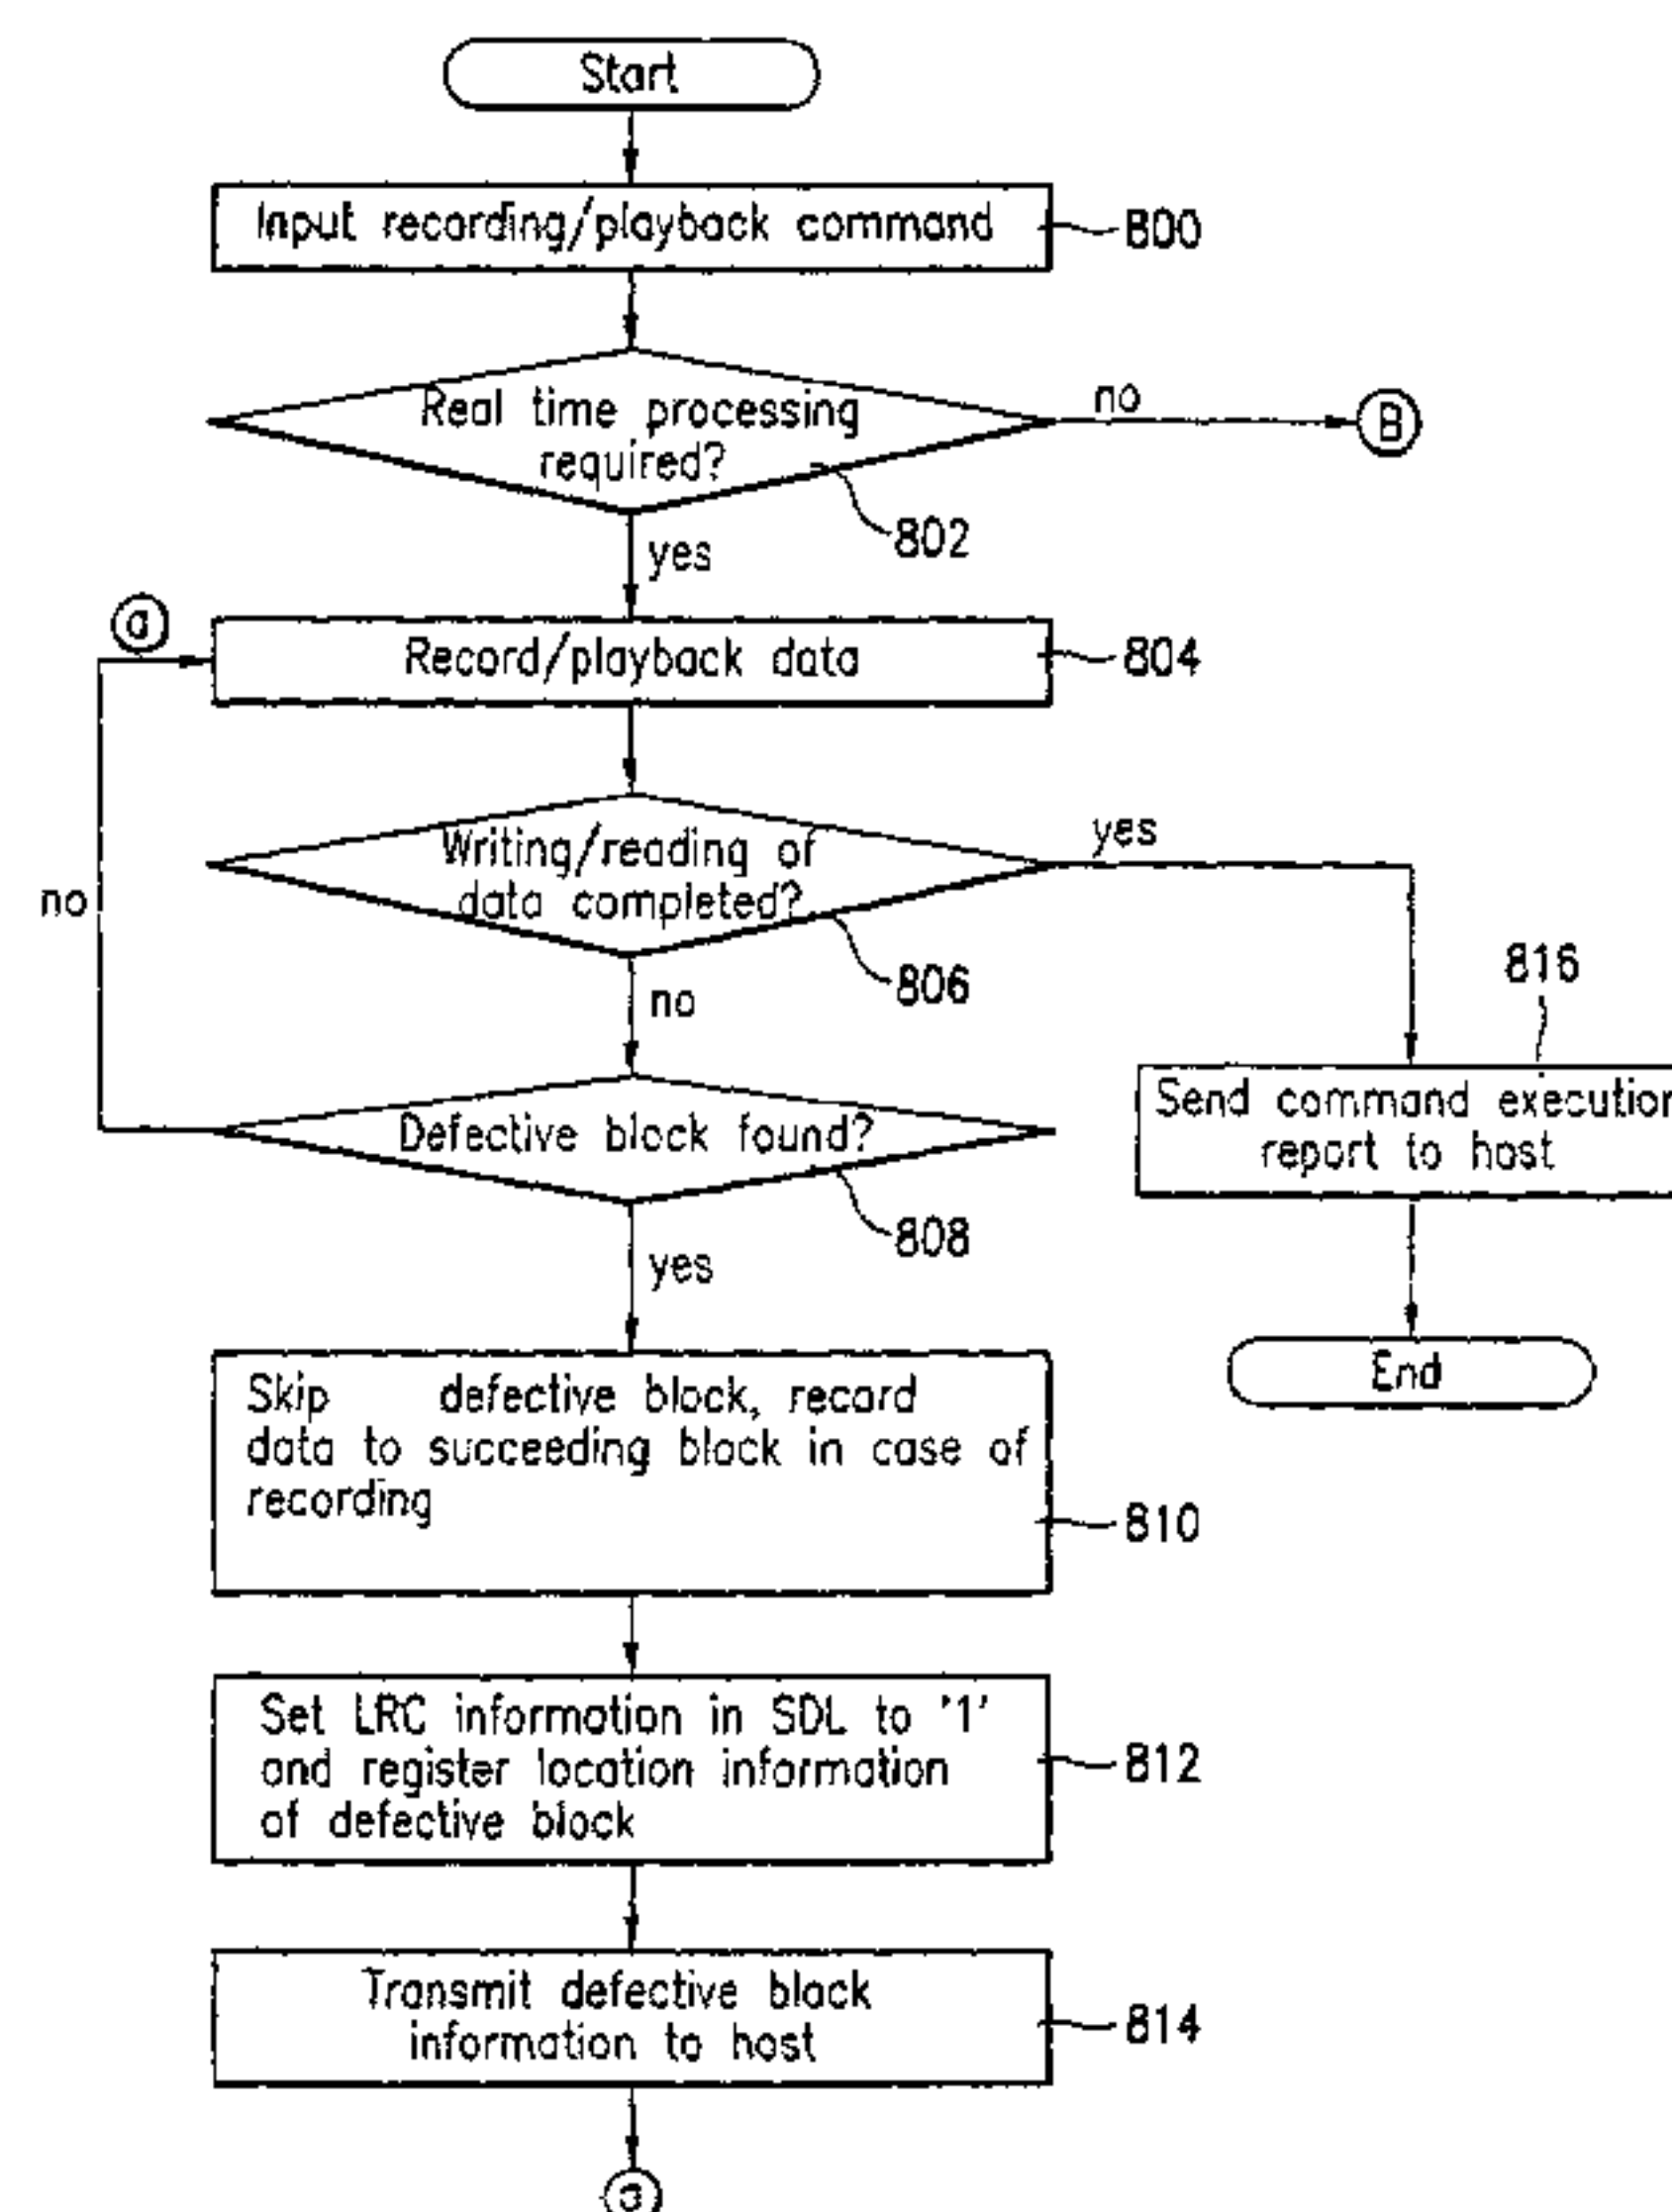 Start
Input recording/playback command
800
Real time processing
required?
no
B
802
yes
a
Record/playback data
804
Writing/reading of
data completed?
yes
no
806
no
816
Send command execution
report to host
Defective block found?
808
yes
End
Skip defective block, record
data to succeeding block in case of
recording
810
Set LRC information in SDL to '1'
and register location information
of defective block
812
Transmit defective block
information to host
814
a